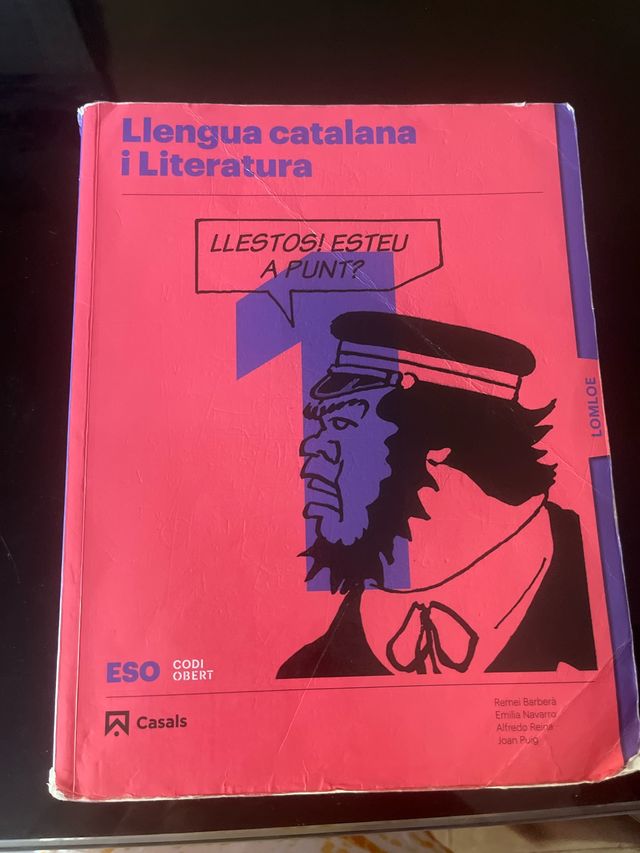 Llengua catalana
i Literatura
LLESTOS! ESTEU
A PUNT?
1
LOMLOE
ESO
CODI
OBERT
Casals
Remei Barberà
Emilia Navarro
Alfredo Reina
Joan Puig